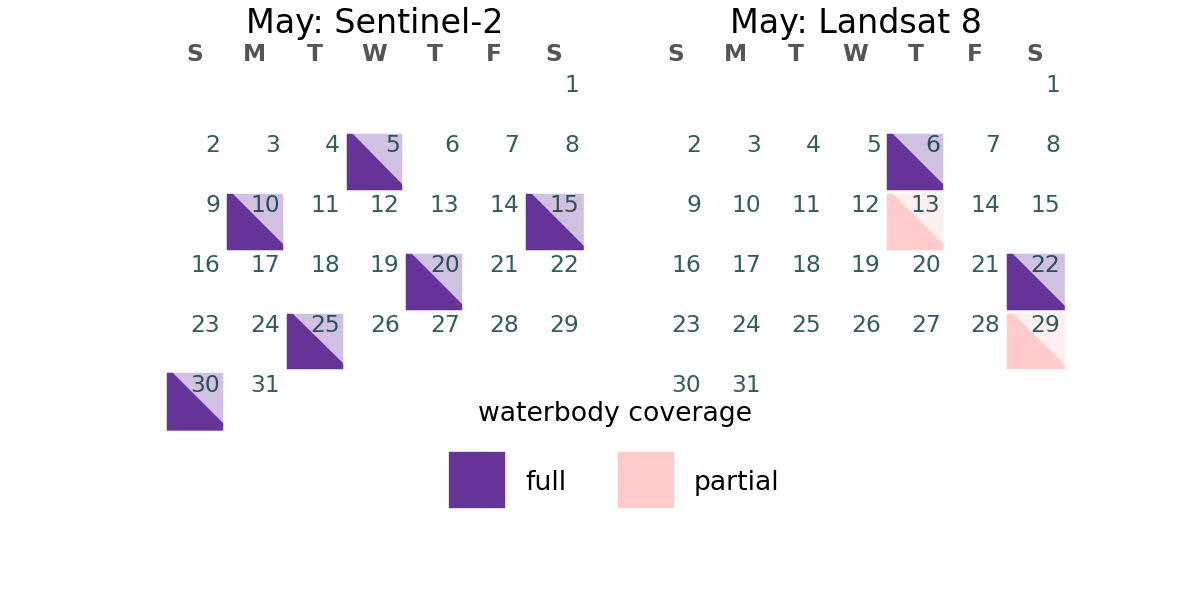 May: Sentinel-2
S M T W T F S
1
2 3 4 5 6 7 8
9 10 11 12 13 14 15
16 17 18 19 20 21 22
23 24 25 26 27 28 29
30 31
May: Landsat 8
S M T W T F S
1
2 3 4 5 6 7 8
9 10 11 12 13 14 15
16 17 18 19 20 21 22
23 24 25 26 27 28 29
30 31
waterbody coverage
full
partial